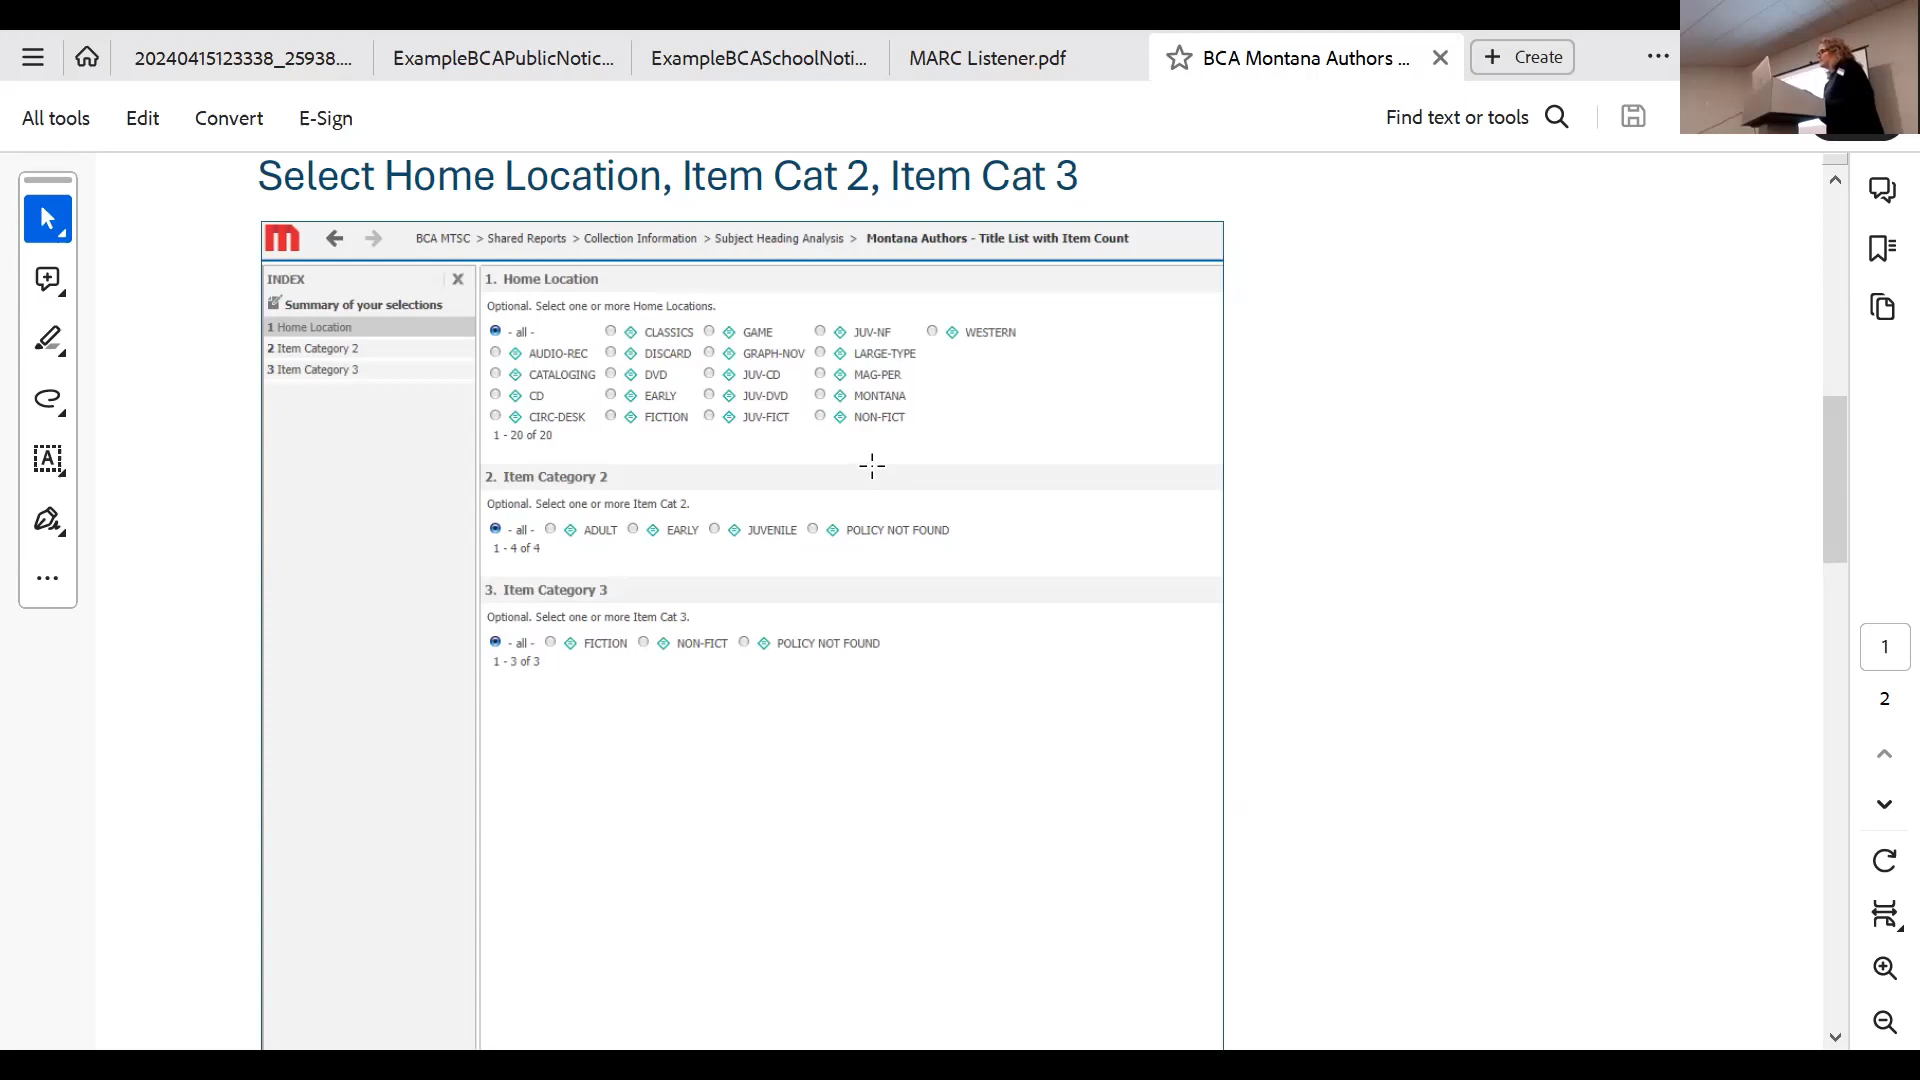 20240415123338_25938....
ExampleBCAPublicNotic...
ExampleBCASchoolNoti...
MARC Listener.pdf
BCA Montana Authors ...
Create
All tools
Edit
Convert
E-Sign
Find text or tools
Select Home Location, Item Cat 2, Item Cat 3
BCA MTSC > Shared Reports > Collection Information > Subject Heading Analysis > Montana Authors - Title List with Item Count
INDEX
Summary of your selections
1 Home Location
2 Item Category 2
3 Item Category 3
1. Home Location
Optional. Select one or more Home Locations.
- all - CLASSICS GAME JUV-NF WESTERN
AUDIO-REC DISCARD GRAPH-NOV LARGE-TYPE
CATALOGING DVD JUV-CD MAG-PER
CD EARLY JUV-DVD MONTANA
CIRC-DESK FICTION JUV-FICT NON-FICT
1 - 20 of 20
2. Item Category 2
Optional. Select one or more Item Cat 2.
- all - ADULT EARLY JUVENILE POLICY NOT FOUND
1 - 4 of 4
3. Item Category 3
Optional. Select one or more Item Cat 3.
- all - FICTION NON-FICT POLICY NOT FOUND
1 - 3 of 3
1
2